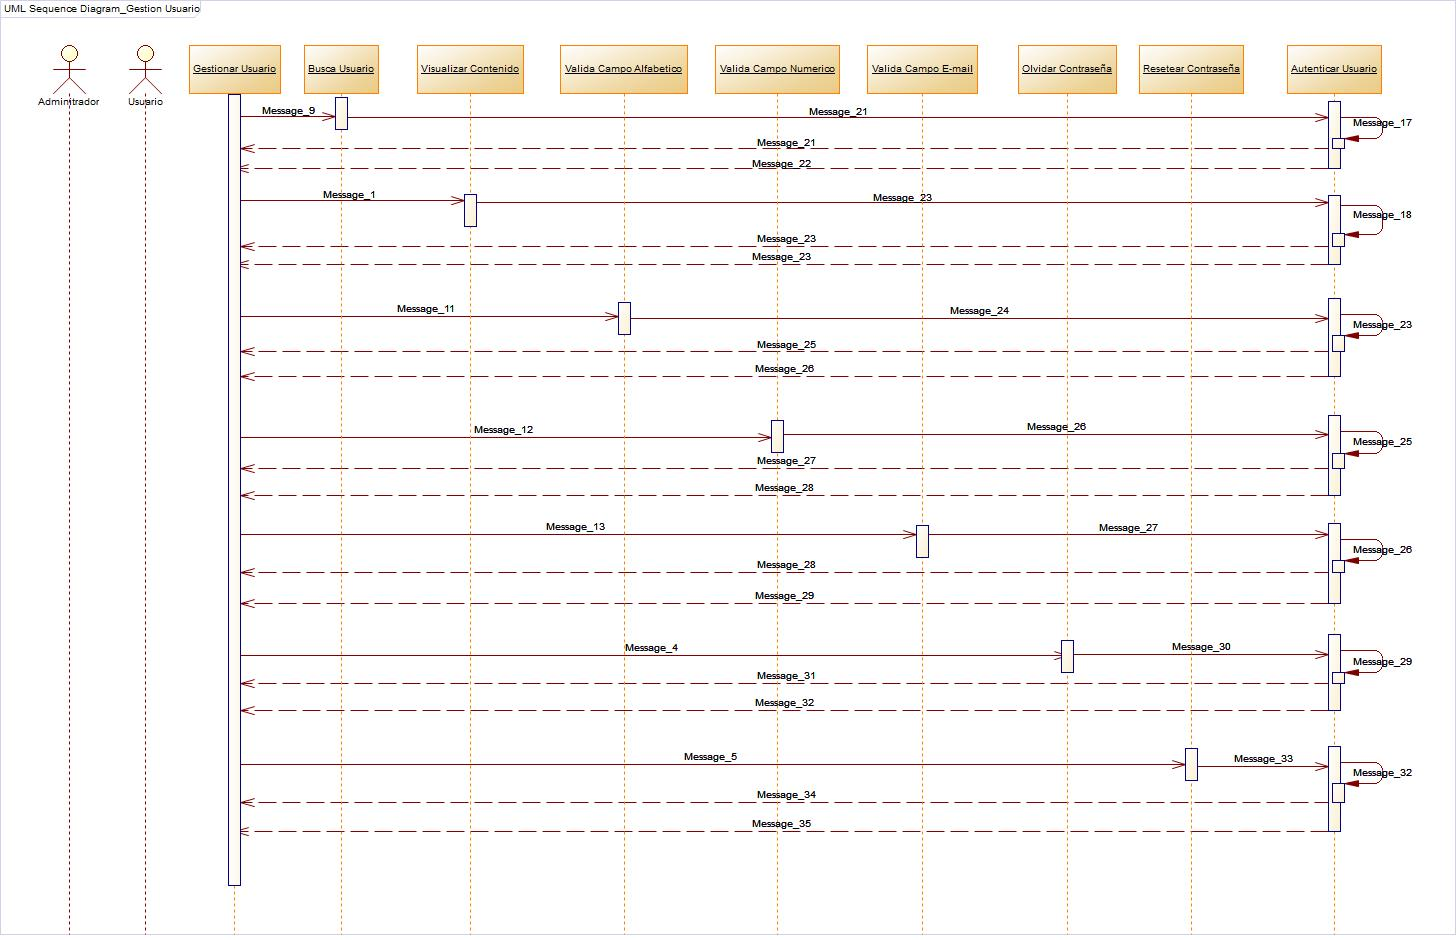 UML Sequence Diagram_Gestion Usuario
Adminitrador
Usuario
Gestionar Usuario
Busca Usuario
Visualizar Contenido
Valida Campo Alfabetico
Valida Campo Numerico
Valida Campo E-mail
Olvidar Contraseña
Resetear Contraseña
Autenticar Usuario
Message_9
Message_21
Message_17
Message_21
Message_22
Message_1
Message_23
Message_18
Message_23
Message_23
Message_11
Message_24
Message_23
Message_25
Message_26
Message_12
Message_26
Message_25
Message_27
Message_28
Message_13
Message_27
Message_26
Message_28
Message_29
Message_4
Message_30
Message_29
Message_31
Message_32
Message_5
Message_33
Message_32
Message_34
Message_35